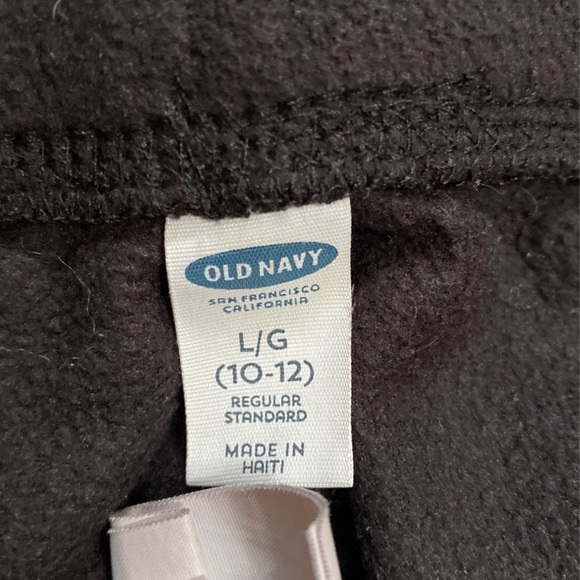 OLD NAVY
SAN FRANCISCO
CALIFORNIA
L/G
(10-12)
REGULAR
STANDARD
MADE IN
HAITI